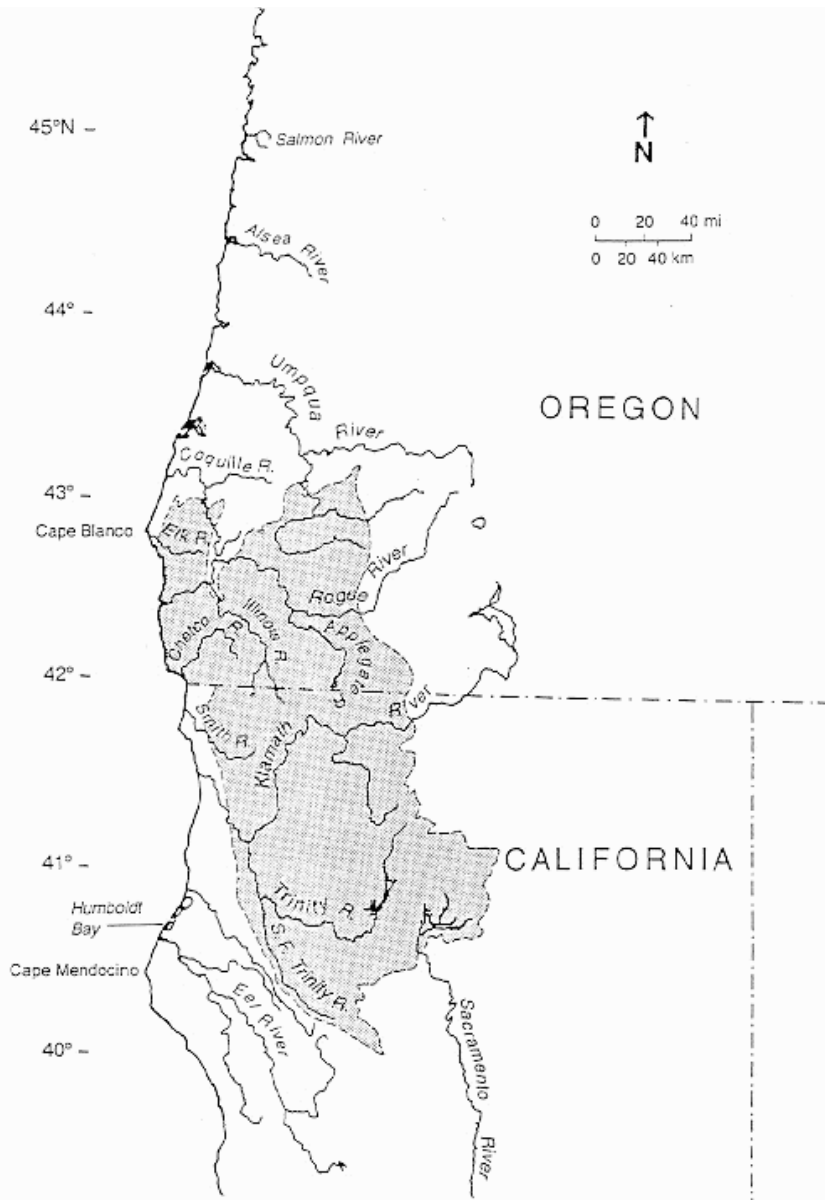 45°N
Salmon River
N
0 20 40 mi
0 20 40 km
Alsea River
44°
Umpqua River
OREGON
Coquille R.
43°
Cape Blanco
Elk R.
Rogue River
Illinois R.
Chetco R.
Applegate R.
42°
Smith R.
Klamath River
41°
CALIFORNIA
Trinity R.
Humboldt
Bay
S.F. Trinity R.
Cape Mendocino
Eel River
Sacramento River
40°